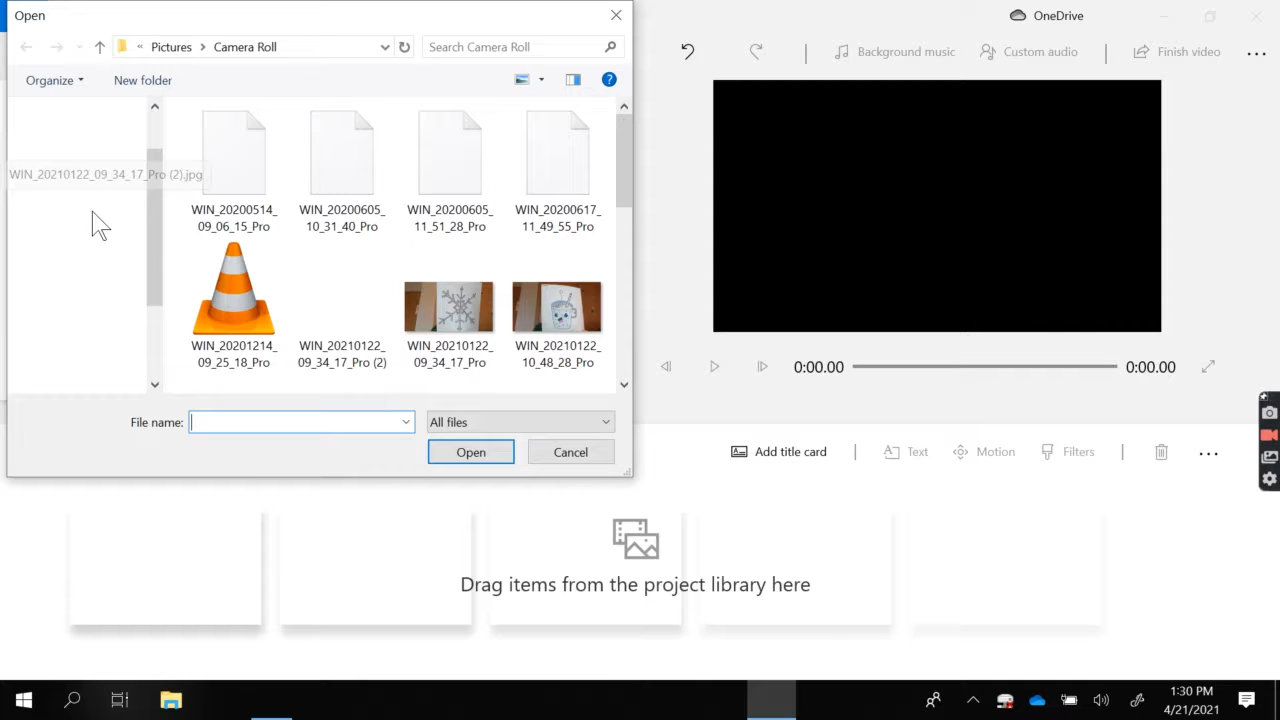 Open
OneDrive
« Pictures > Camera Roll
Search Camera Roll
Background music
Custom audio
Finish video
Organize
New folder
WIN_20210122_09_34_17_Pro (2).jpg
WIN_20200514_
09_06_15_Pro
WIN_20200605_
10_31_40_Pro
WIN_20200605_
11_51_28_Pro
WIN_20200617_
11_49_55_Pro
WIN_20201214_
09_25_18_Pro
WIN_20210122_
09_34_17_Pro (2)
WIN_20210122_
09_34_17_Pro
WIN_20210122_
10_48_28_Pro
0:00.00
0:00.00
File name:
All files
Open
Cancel
Add title card
Text
Motion
Filters
Drag items from the project library here
1:30 PM
4/21/2021